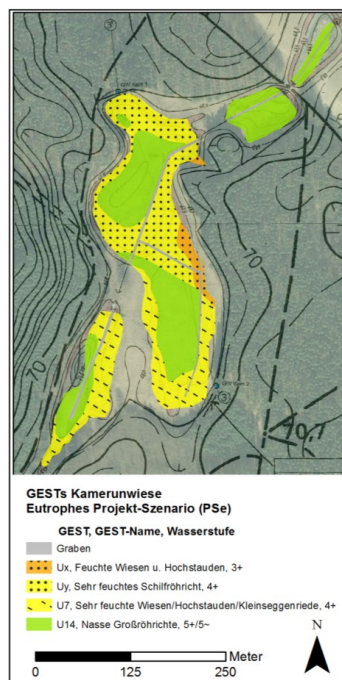 70
70
GESTs Kamerunwiese
Eutrophes Projekt-Szenario (PSe)
GEST, GEST-Name, Wasserstufe
Graben
Ux, Feuchte Wiesen u. Hochstauden, 3+
Uy, Sehr feuchtes Schilfröhricht, 4+
U7, Sehr feuchte Wiesen/Hochstauden/Kleinseggenriede, 4+
U14, Nasse Großröhrichte, 5+/5~
N
Meter
0 125 250